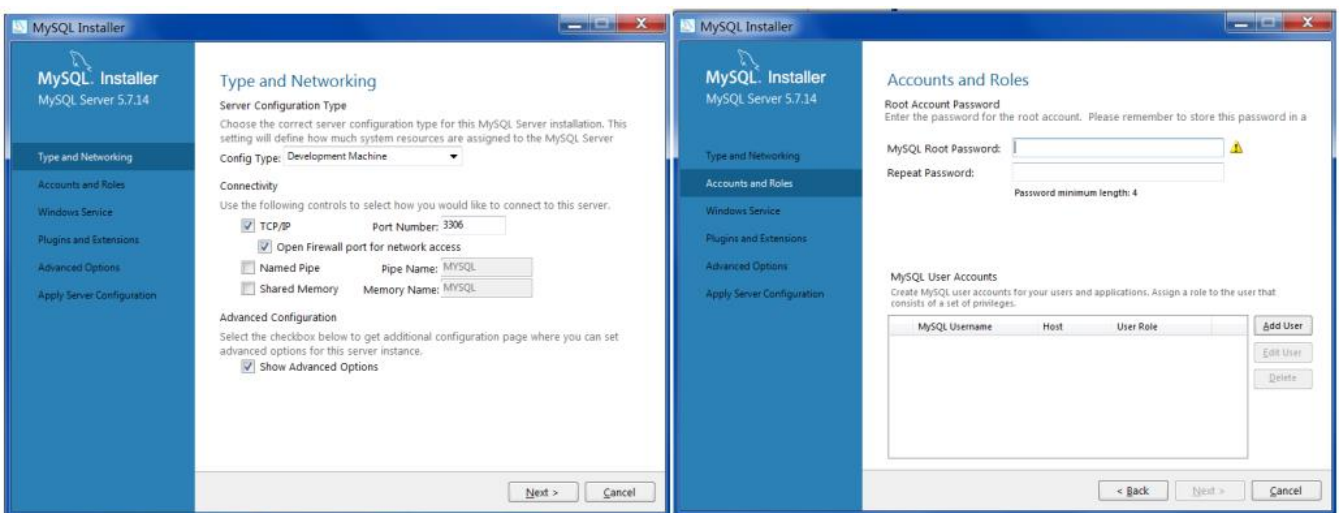 MySQL Installer
MySQL. Installer
MySQL Server 5.7.14
Type and Networking
Accounts and Roles
Windows Service
Plugins and Extensions
Advanced Options
Apply Server Configuration
Type and Networking
Server Configuration Type
Choose the correct server configuration type for this MySQL Server installation. This
setting will define how much system resources are assigned to the MySQL Server
Config Type: Development Machine
Connectivity
Use the following controls to select how you would like to connect to this server.
TCP/IP Port Number: 3306
Open Firewall port for network access
Named Pipe Pipe Name: MYSQL
Shared Memory Memory Name: MYSQL
Advanced Configuration
Select the checkbox below to get additional configuration page where you can set
advanced options for this server instance.
Show Advanced Options
Next > Cancel
MySQL Installer
MySQL. Installer
MySQL Server 5.7.14
Type and Networking
Accounts and Roles
Windows Service
Plugins and Extensions
Advanced Options
Apply Server Configuration
Accounts and Roles
Root Account Password
Enter the password for the root account. Please remember to store this password in a
MySQL Root Password:
Repeat Password:
Password minimum length: 4
MySQL User Accounts
Create MySQL user accounts for your users and applications. Assign a role to the user that
consists of a set of privileges.
MySQL Username Host User Role
Add User
Edit User
Delete
< Back Next > Cancel